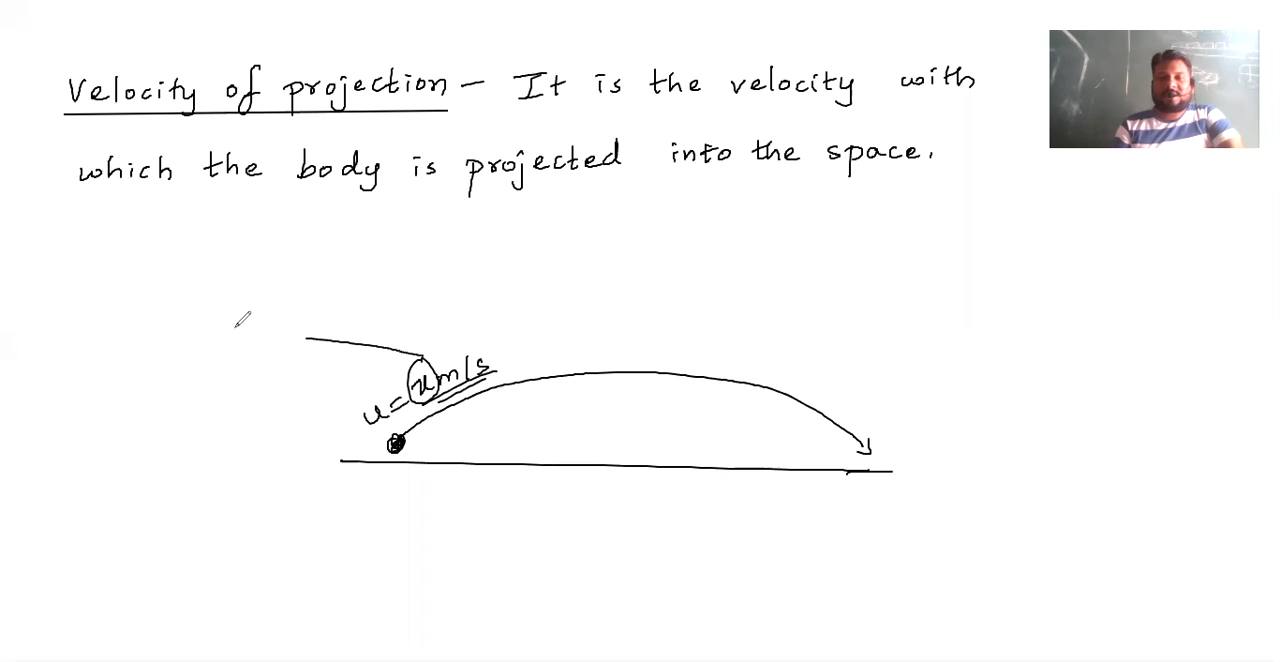 Velocity of projection - It is the velocity with
which the body is projected into the space.
u = x m/s